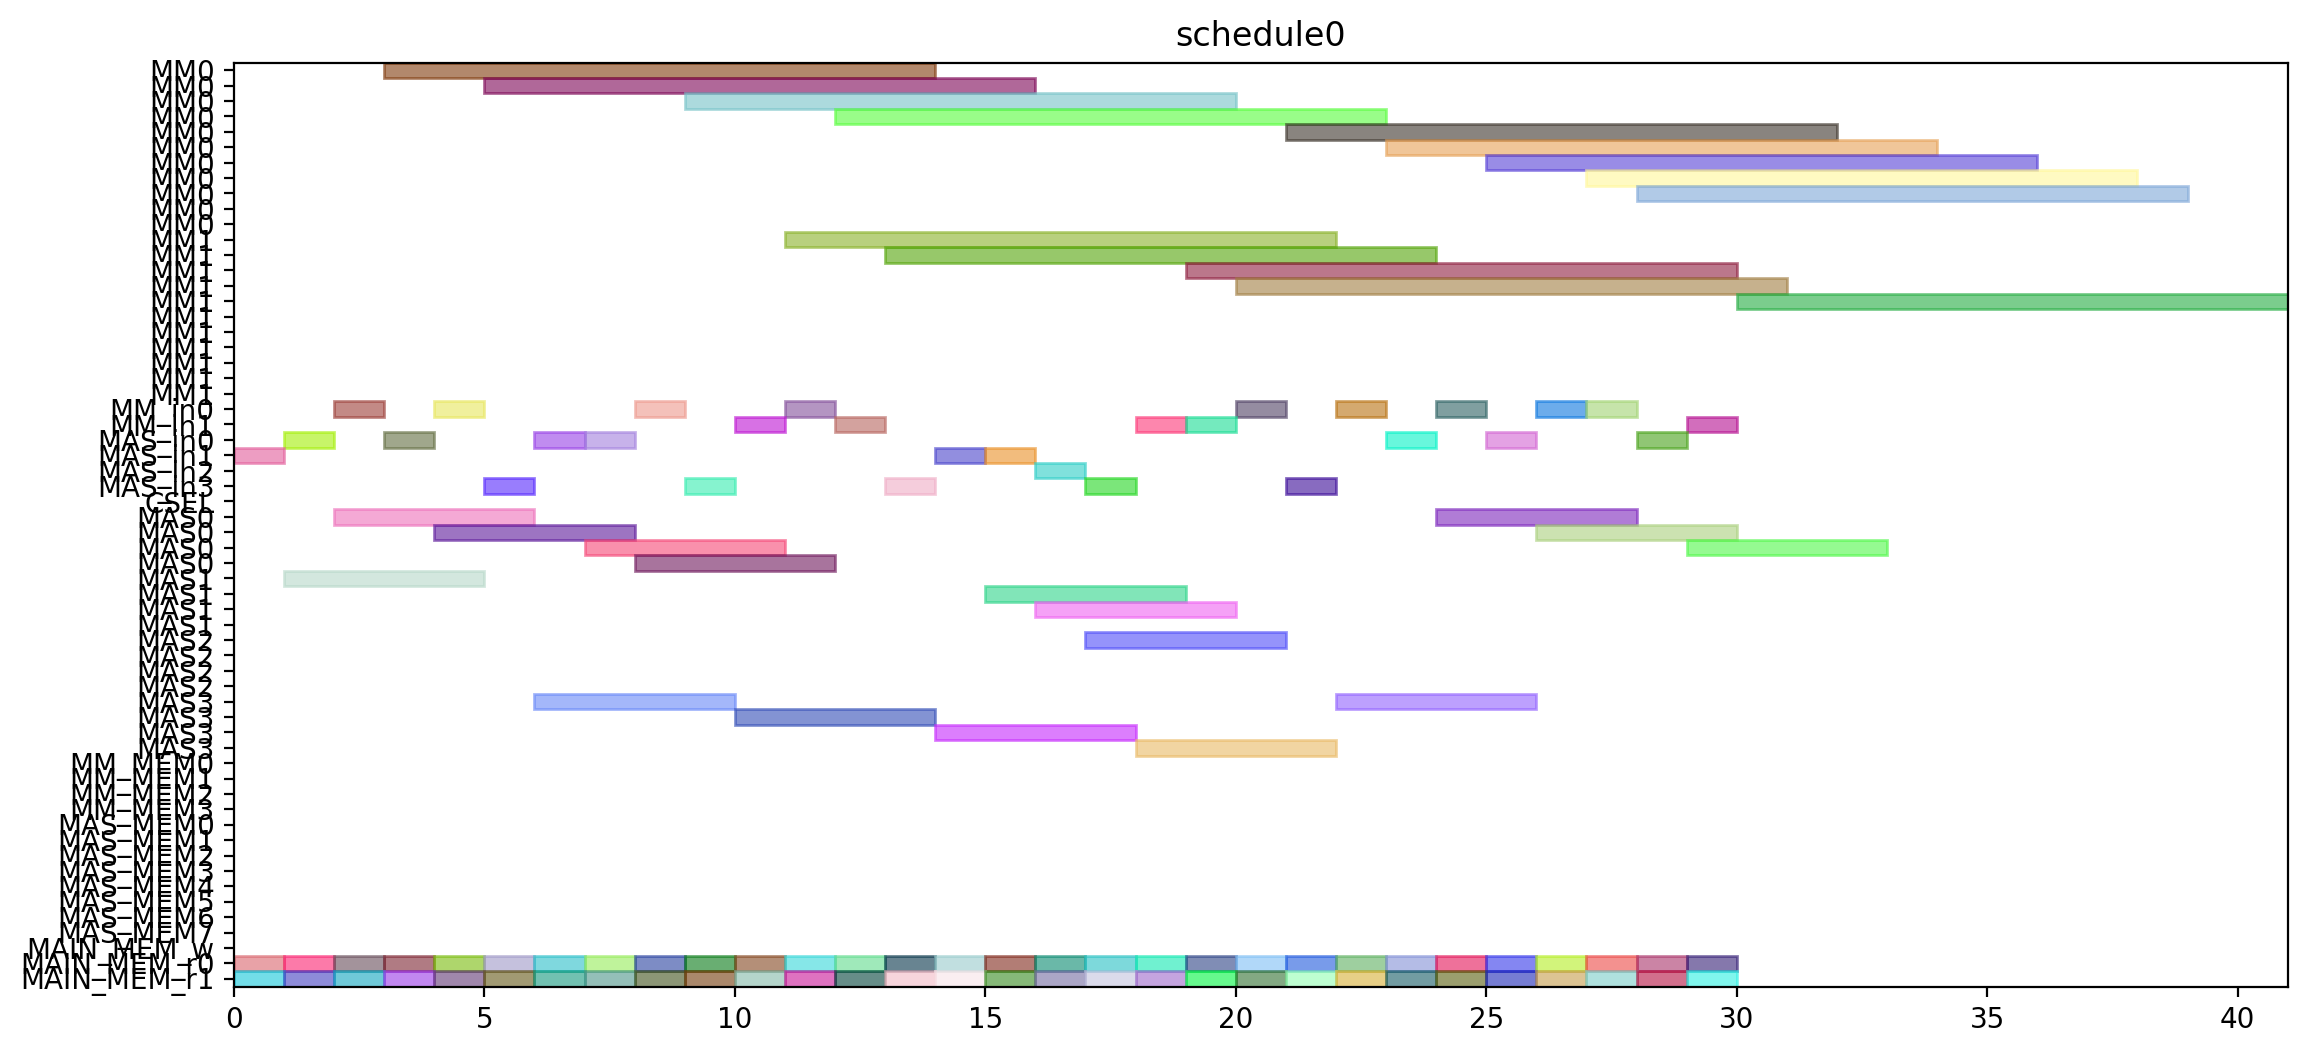 schedule0
MM0
MM0
MM0
MM0
MM0
MM0
MM0
MM0
MM0
MM0
MM0
MM1
MM1
MM1
MM1
MM1
MM1
MM1
MM1
MM1
MM1
MM1
MM_in0
MM_in1
MAS_in0
MAS_in1
MAS_in2
MAS_in3
CSEL
MAS0
MAS0
MAS0
MAS0
MAS1
MAS1
MAS1
MAS1
MAS2
MAS2
MAS2
MAS2
MAS3
MAS3
MAS3
MAS3
MM_MEM0
MM_MEM1
MM_MEM2
MM_MEM3
MAS_MEM0
MAS_MEM1
MAS_MEM2
MAS_MEM3
MAS_MEM4
MAS_MEM5
MAS_MEM6
MAS_MEM7
MAIN_MEM_w
MAIN_MEM_r0
MAIN_MEM_r1
0 5 10 15 20 25 30 35 40